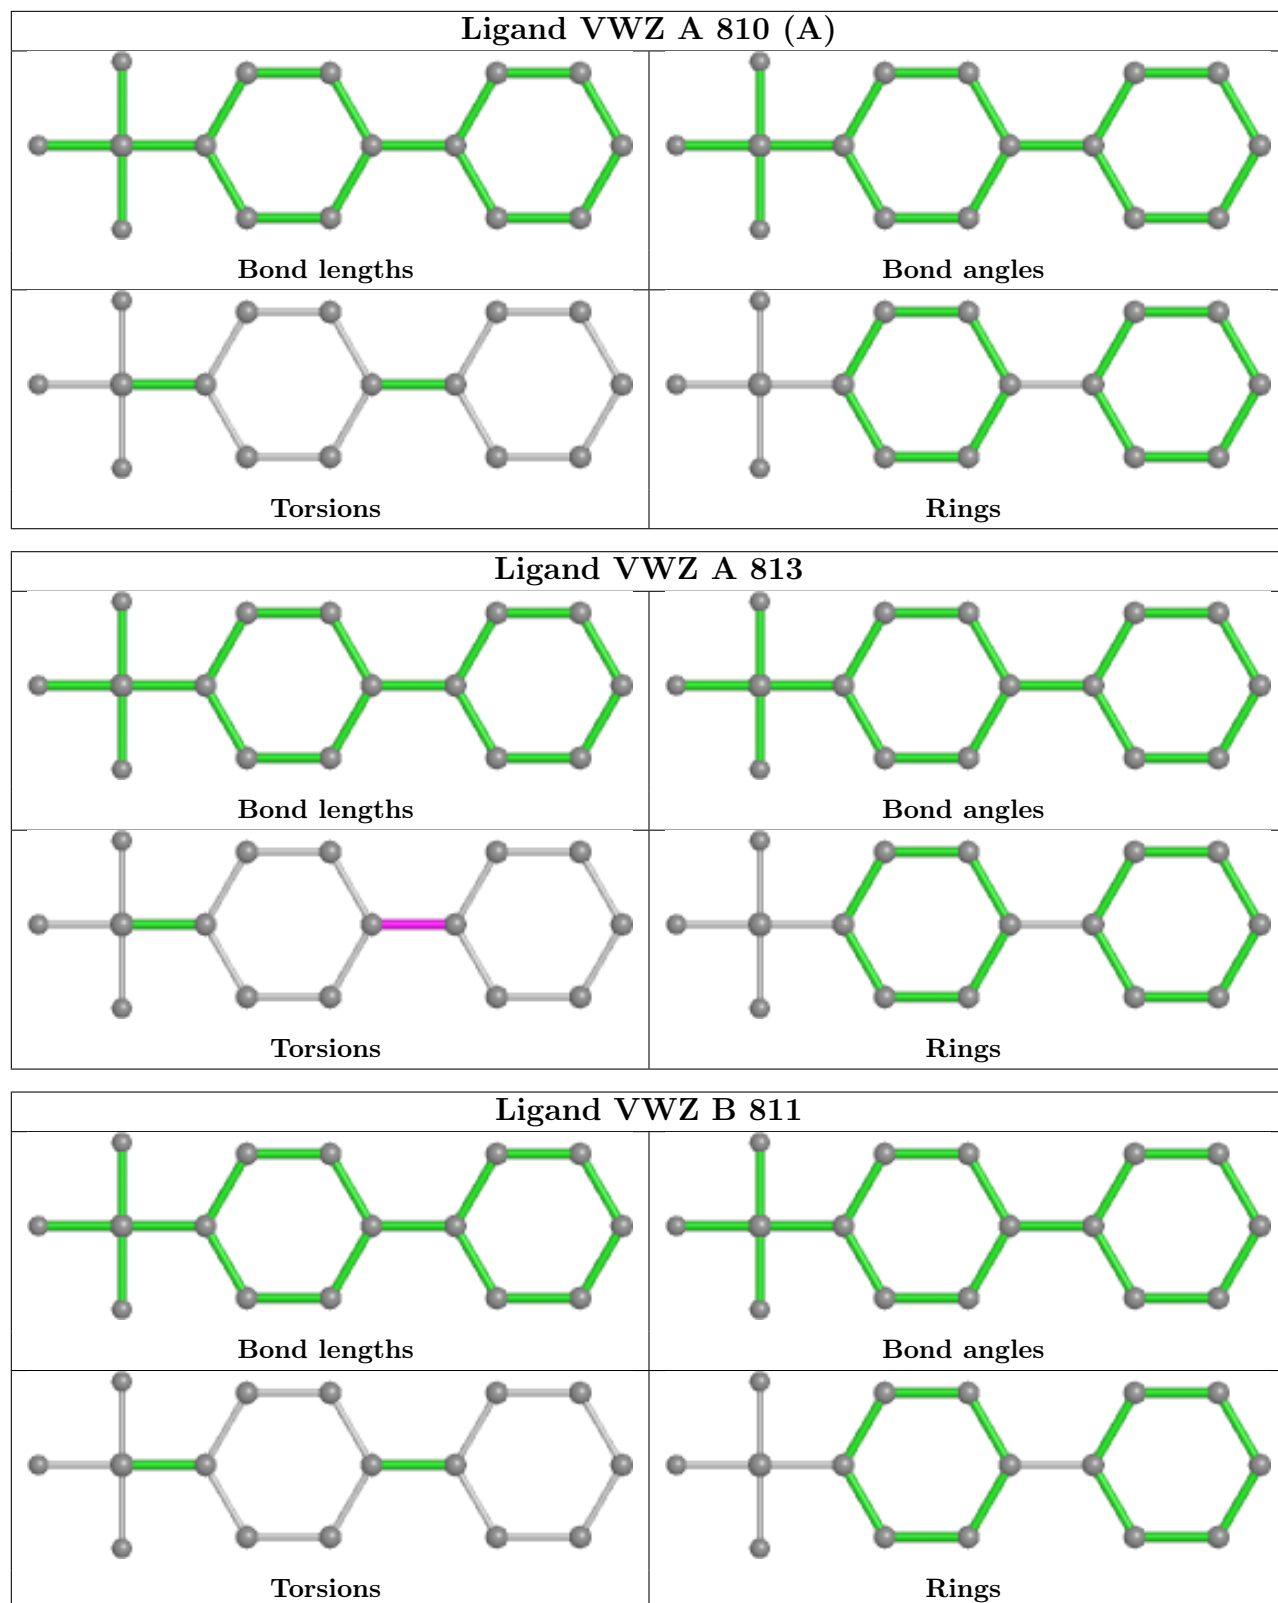 Ligand VWZ A 810 (A)
Bond lengths
Bond angles
Torsions
Rings
Ligand VWZ A 813
Bond lengths
Bond angles
Torsions
Rings
Ligand VWZ B 811
Bond lengths
Bond angles
Torsions
Rings